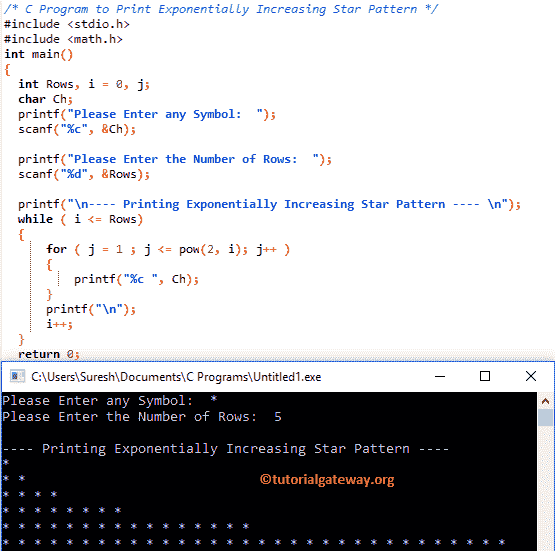 /* C Program to Print Exponentially Increasing Star Pattern */
#include <stdio.h>
#include <math.h>
int main()
{
  int Rows, i = 0, j;
  char Ch;
  printf("Please Enter any Symbol:  ");
  scanf("%c", &Ch);

  printf("Please Enter the Number of Rows:  ");
  scanf("%d", &Rows);

  printf("\n---- Printing Exponentially Increasing Star Pattern ---- \n");
  while ( i <= Rows)
  {
      for ( j = 1 ; j <= pow(2, i); j++ )
      {
          printf("%c ", Ch);
      }
      printf("\n");
      i++;
  }
  return 0;
C:\Users\Suresh\Documents\C Programs\Untitled1.exe
Please Enter any Symbol:  *
Please Enter the Number of Rows:  5

---- Printing Exponentially Increasing Star Pattern ----
*
* *
©tutorialgateway.org
* * * *
* * * * * * * *
* * * * * * * * * * * * * * * *
* * * * * * * * * * * * * * * * * * * * * * * * * * * * * * * *